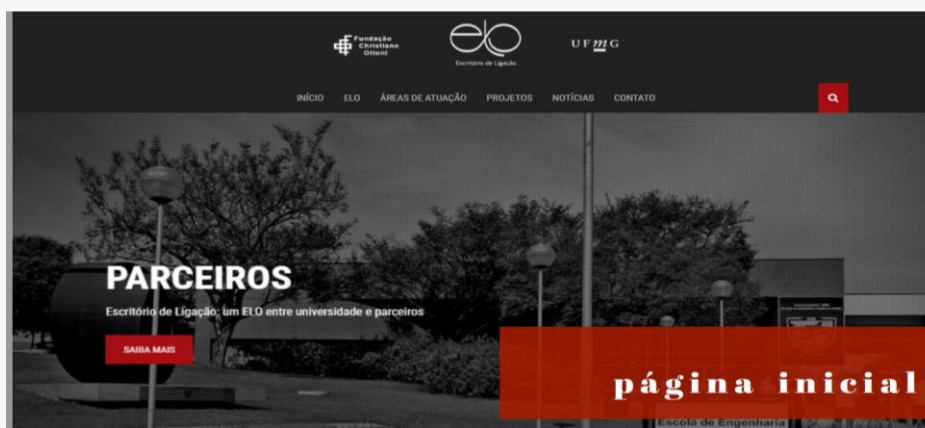 Fundação
Christiano
Ottoni
elo
Escritório de Ligação
UFmG
INÍCIO ELO ÁREAS DE ATUAÇÃO PROJETOS NOTÍCIAS CONTATO
PARCEIROS
Escritório de Ligação: um ELO entre universidade e parceiros
SAIBA MAIS
página inicial
Escola de Engenharia